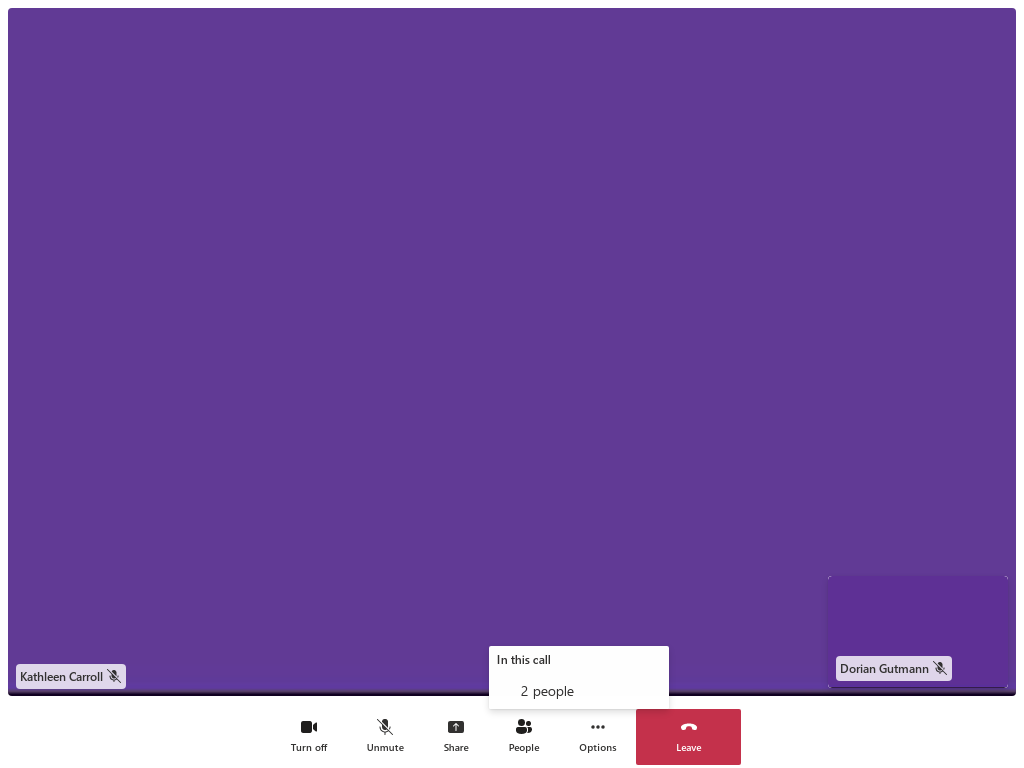 Kathleen Carroll
Dorian Gutmann
In this call
2 people
Turn off
Unmute
Share
People
Options
Leave